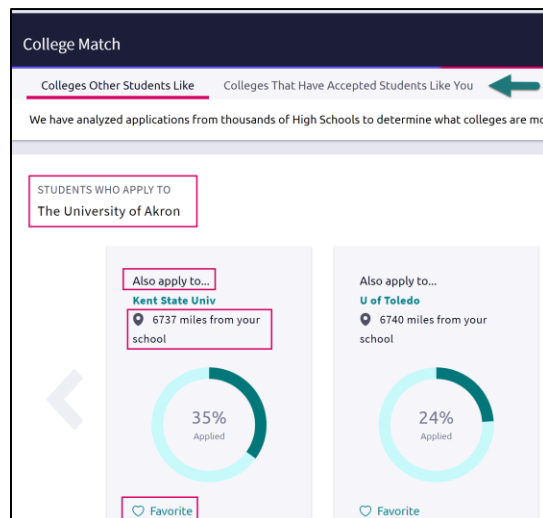 College Match
Colleges Other Students Like
Colleges That Have Accepted Students Like You
We have analyzed applications from thousands of High Schools to determine what colleges are mo
STUDENTS WHO APPLY TO
The University of Akron
Also apply to...
Kent State Univ
6737 miles from your
school
35%
Applied
Favorite
Also apply to...
U of Toledo
6740 miles from your
school
24%
Applied
Favorite